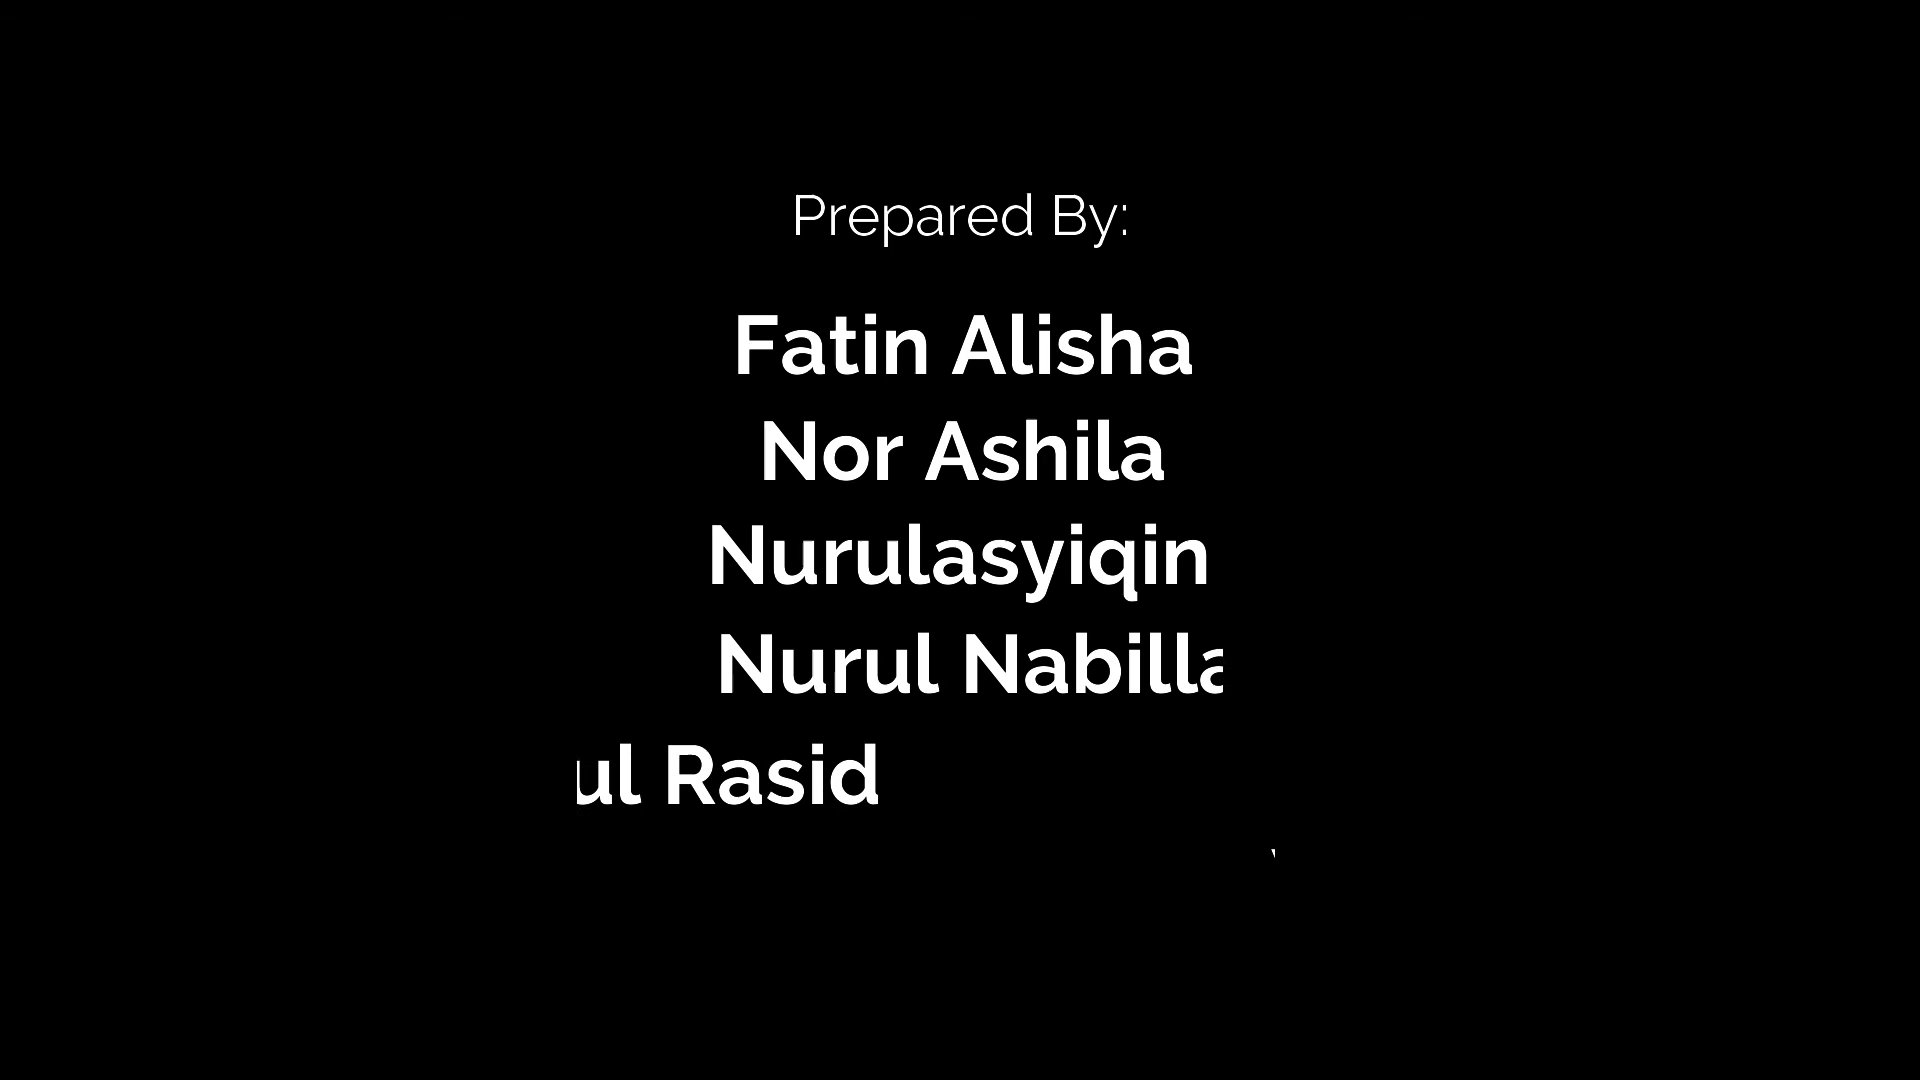 Prepared By:
Fatin Alisha
Nor Ashila
Nurulasyiqin
Nurul Nabilla
ul Rasid